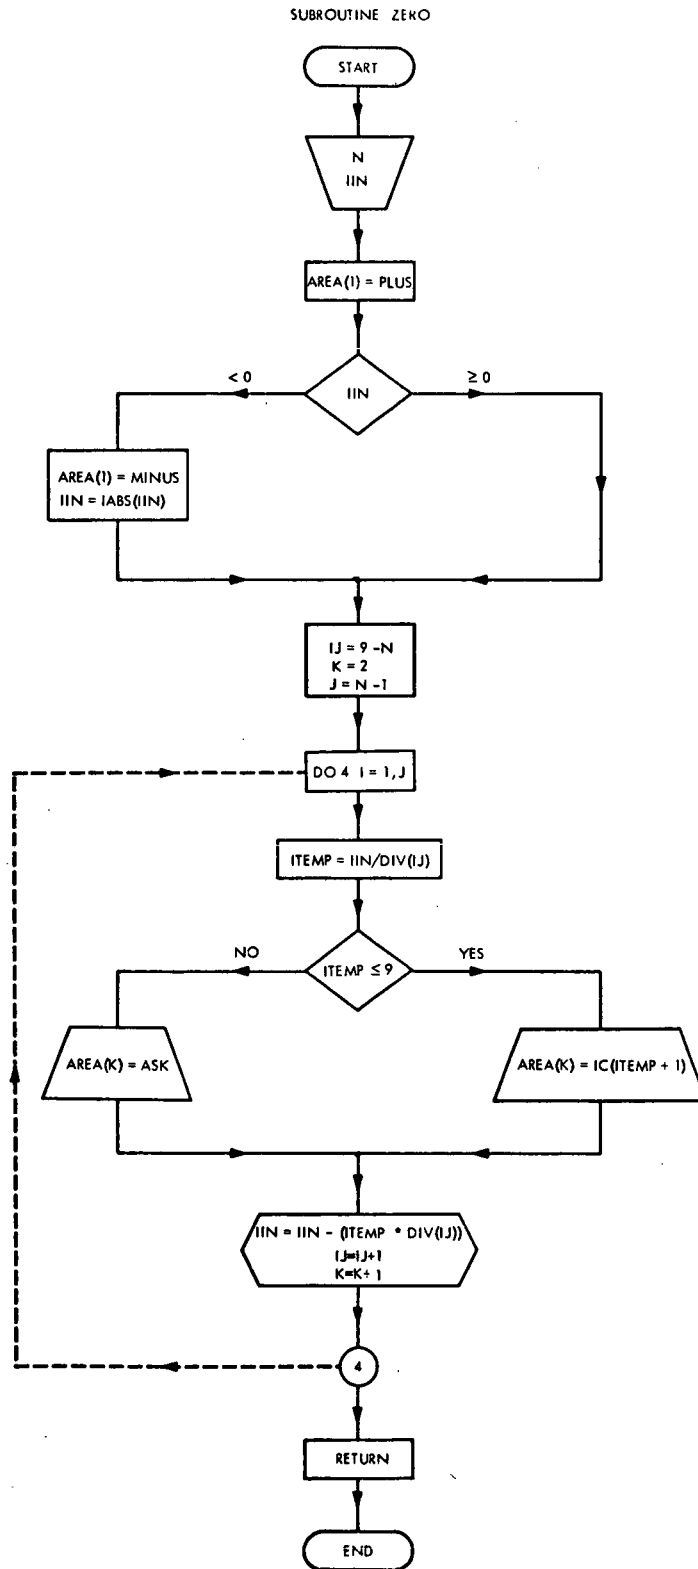 SUBROUTINE ZERO
START
N
IIN
AREA(1) = PLUS
< 0
≥ 0
IIN
AREA(1) = MINUS
IIN = IABS(IIN)
IJ = 9 -N
K = 2
J = N -1
DO 4 I = 1, J
ITEMP = IIN/DIV(IJ)
NO
YES
ITEMP ≤ 9
AREA(K) = ASK
AREA(K) = IC(ITEMP + 1)
IIN = IIN - (ITEMP * DIV(IJ))
IJ=IJ+1
K=K+ 1
4
RETURN
END